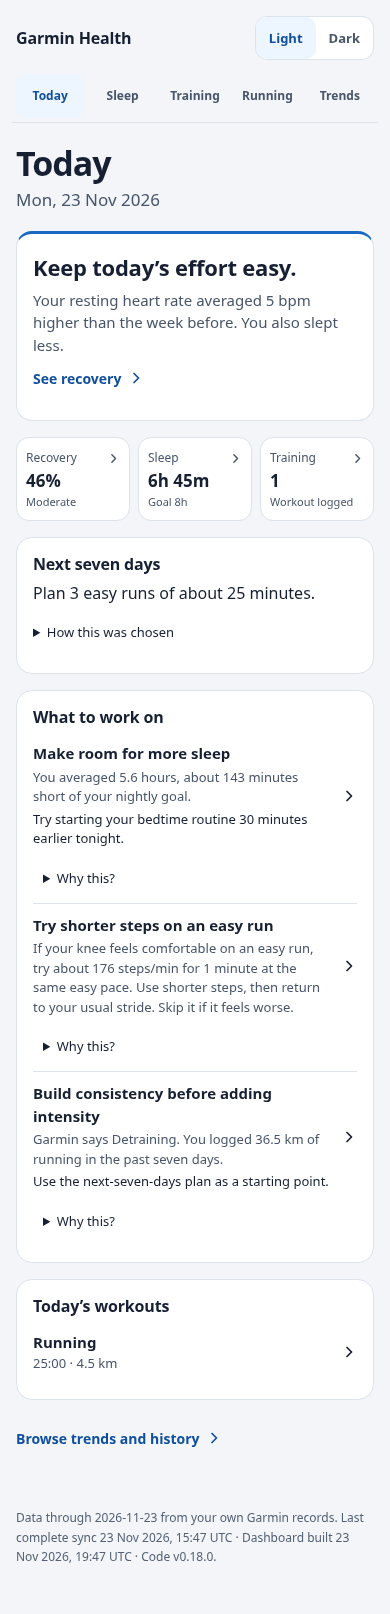 Garmin Health
Light Dark
Today Sleep Training Running Trends
Today
Mon, 23 Nov 2026
Keep today’s effort easy.
Your resting heart rate averaged 5 bpm
higher than the week before. You also slept
less.
See recovery
Recovery
46%
Moderate
Sleep
6h 45m
Goal 8h
Training
1
Workout logged
Next seven days
Plan 3 easy runs of about 25 minutes.
How this was chosen
What to work on
Make room for more sleep
You averaged 5.6 hours, about 143 minutes
short of your nightly goal.
Try starting your bedtime routine 30 minutes
earlier tonight.
Why this?
Try shorter steps on an easy run
If your knee feels comfortable on an easy run,
try about 176 steps/min for 1 minute at the
same easy pace. Use shorter steps, then return
to your usual stride. Skip it if it feels worse.
Why this?
Build consistency before adding
intensity
Garmin says Detraining. You logged 36.5 km of
running in the past seven days.
Use the next-seven-days plan as a starting point.
Why this?
Today’s workouts
Running
25:00 · 4.5 km
Browse trends and history
Data through 2026-11-23 from your own Garmin records. Last
complete sync 23 Nov 2026, 15:47 UTC · Dashboard built 23
Nov 2026, 19:47 UTC · Code v0.18.0.